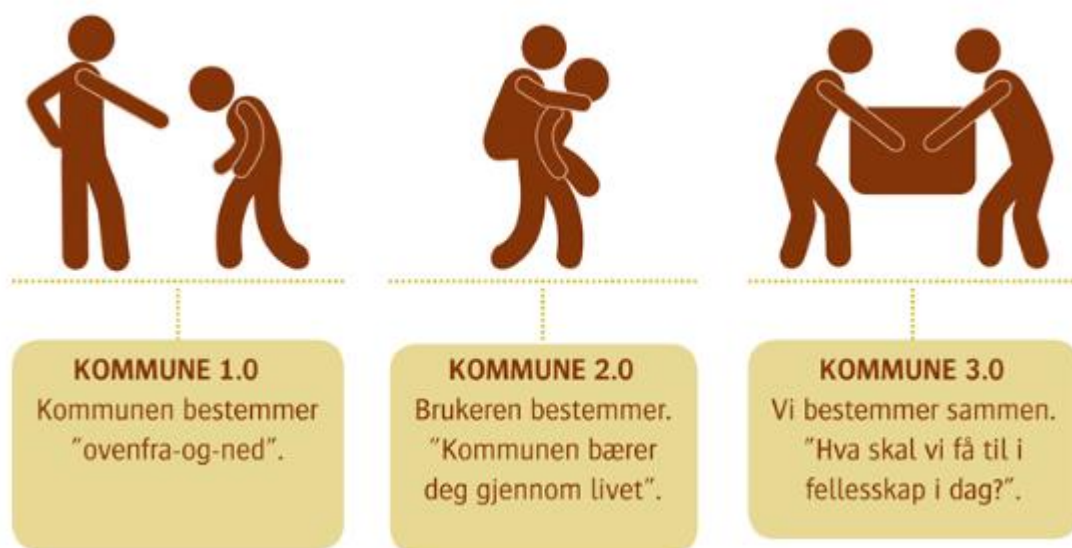 KOMMUNE 1.0
Kommunen bestemmer
"ovenfra-og-ned".
KOMMUNE 2.0
Brukeren bestemmer.
"Kommunen bærer
deg gjennom livet".
KOMMUNE 3.0
Vi bestemmer sammen.
"Hva skal vi få til i
fellesskap i dag?".